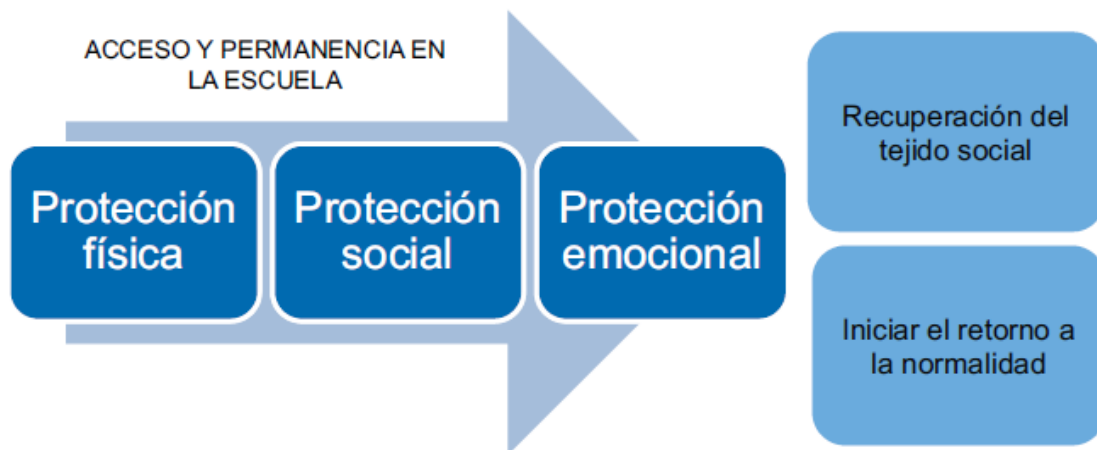 ACCESO Y PERMANENCIA EN
LA ESCUELA
Protección
física
Protección
social
Protección
emocional
Recuperación del
tejido social
Iniciar el retorno a
la normalidad